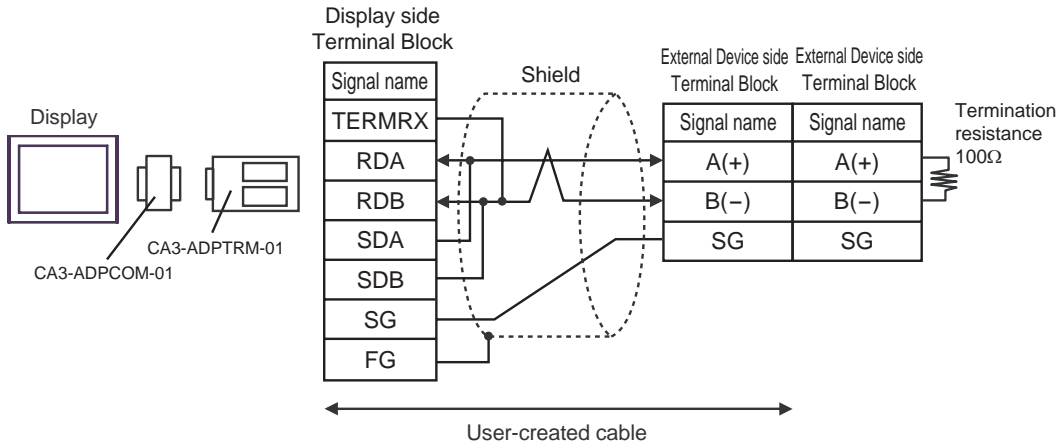 Display side
Terminal Block
Signal name
TERMRX
RDA
RDB
SDA
SDB
SG
FG
Shield
External Device side
Terminal Block
Signal name
A(+)
B(−)
SG
External Device side
Terminal Block
Signal name
A(+)
B(−)
SG
Termination
resistance
100Ω
Display
CA3-ADPTRM-01
CA3-ADPCOM-01
User-created cable